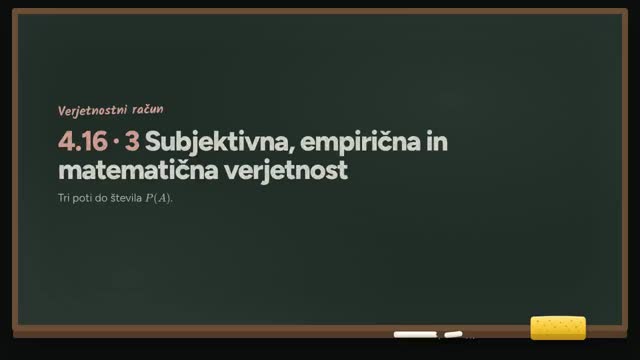 Verjetnostni račun
4.16 · 3 Subjektivna, empirična in
matematična verjetnost
Tri poti do števila P(A).